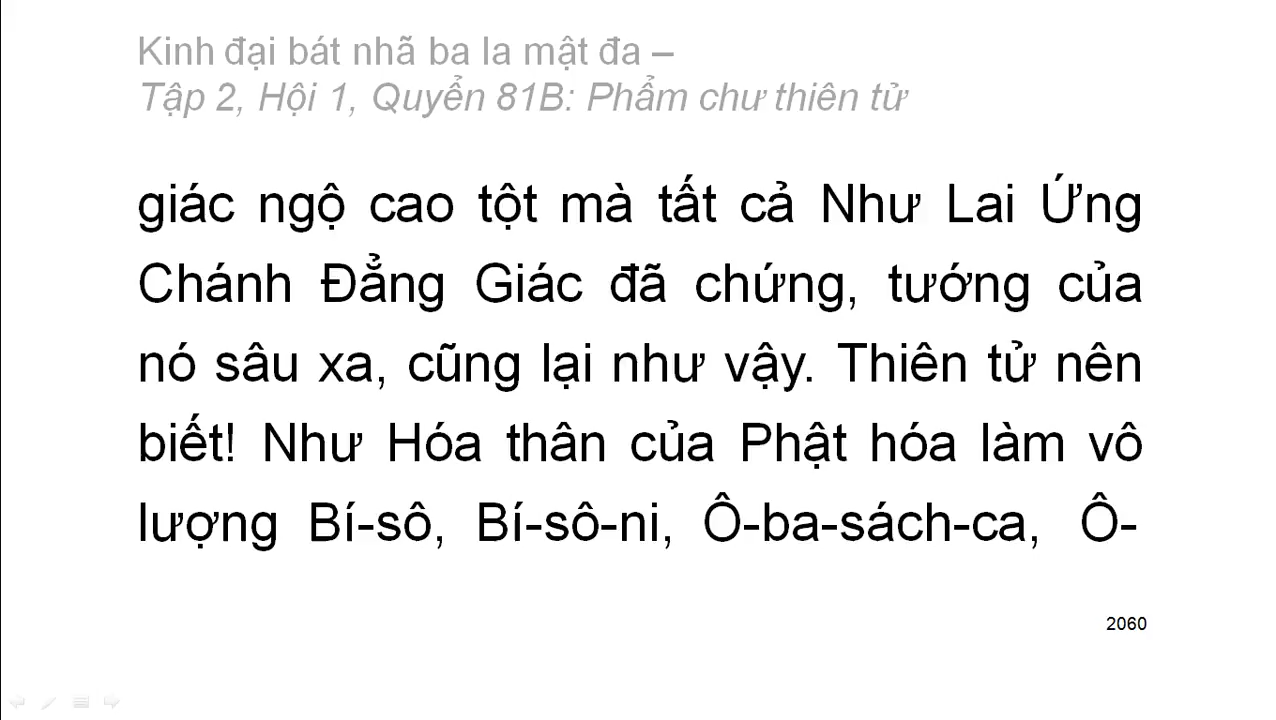 Kinh đại bát nhã ba la mật đa –
Tập 2, Hội 1, Quyển 81B: Phẩm chư thiên tử
giác ngộ cao tột mà tất cả Như Lai Ứng
Chánh Đẳng Giác đã chứng, tướng của
nó sâu xa, cũng lại như vậy. Thiên tử nên
biết! Như Hóa thân của Phật hóa làm vô
lượng Bí-sô, Bí-sô-ni, Ô-ba-sách-ca, Ô-
2060